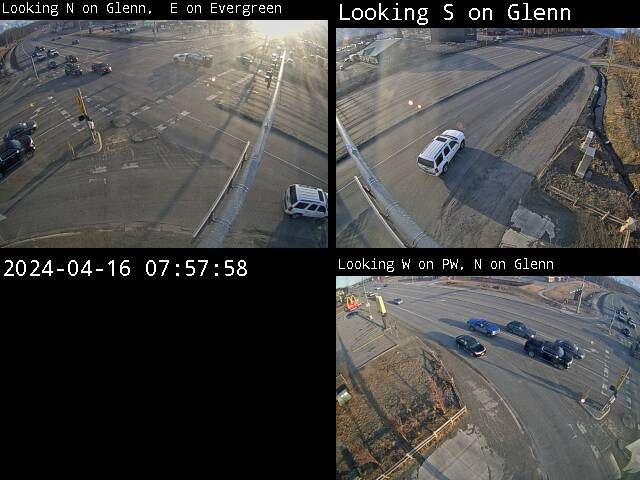 Looking N on Glenn,  E on Evergreen
Looking S on Glenn
2024-04-16 07:57:58
Looking W on PW, N on Glenn